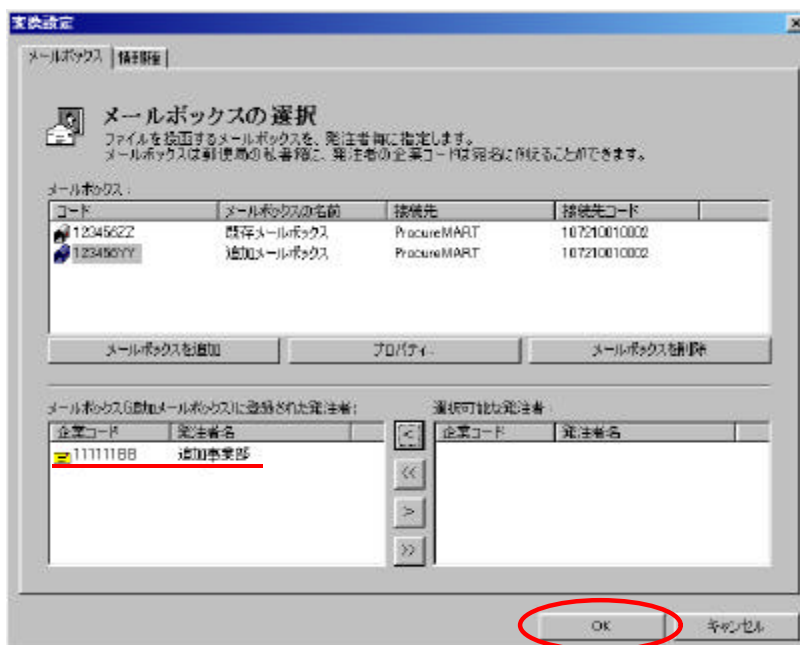 変換設定
メールボックス
メールボックスの選択
ファイルを投函するメールボックスを、発注者毎に指定します。
メールボックスは郵便局の私書箱に、発注者の企業コードは宛名に例えることができます。
メールボックス:
コード メールボックスの名前 接続先 接続先コード
123456ZZ 既存メールボックス ProcureMART 107210010002
123456YY 追加メールボックス ProcureMART 107210010002
メールボックスを追加 プロパティ... メールボックスを削除
メールボックス(追加メールボックス)に登録された発注者: 選択可能な発注者:
企業コード 発注者名 < 企業コード 発注者名
111111BB 追加事業部
<<
>
>>
OK キャンセル